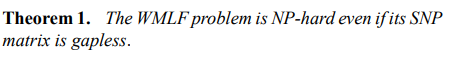 Theorem 1. The WMLF problem is NP-hard even if its SNP
matrix is gapless.